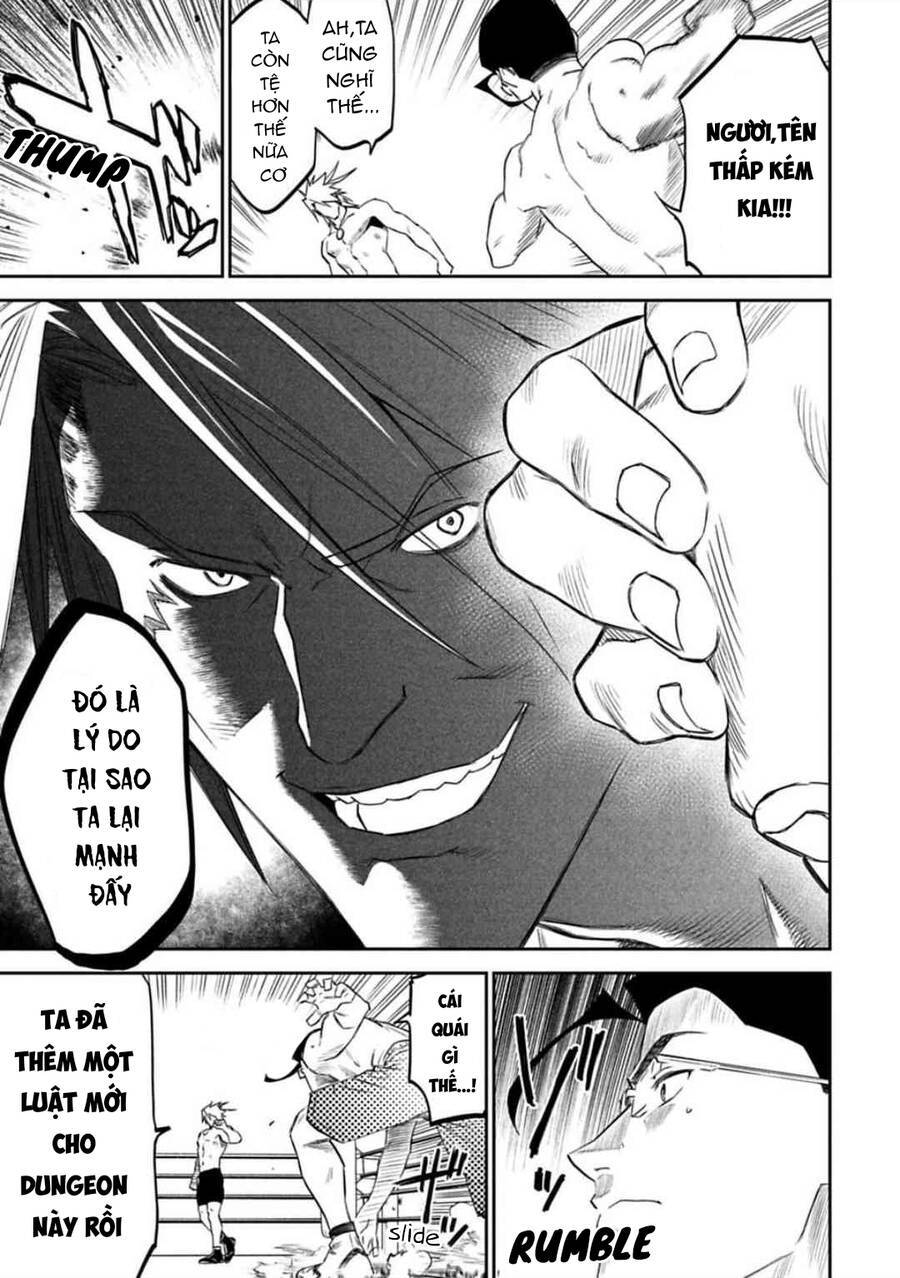 NGƯƠI,TÊN
THẤP KÉM
KIA!!!
AH,TA
CŨNG
NGHĨ
THẾ...
TA
CÒN
TỆ
HƠN
THẾ
NỮA
CƠ
THUMP
ĐÓ LÀ
LÝ DO
TẠI SAO
TA LẠI
MẠNH
ĐẤY
RUMBLE
CÁI
QUÁI
GÌ
THẾ...!
slide
TA ĐÃ
THÊM MỘT
LUẬT MỚI
CHO
DUNGEON
NÀY RỒI